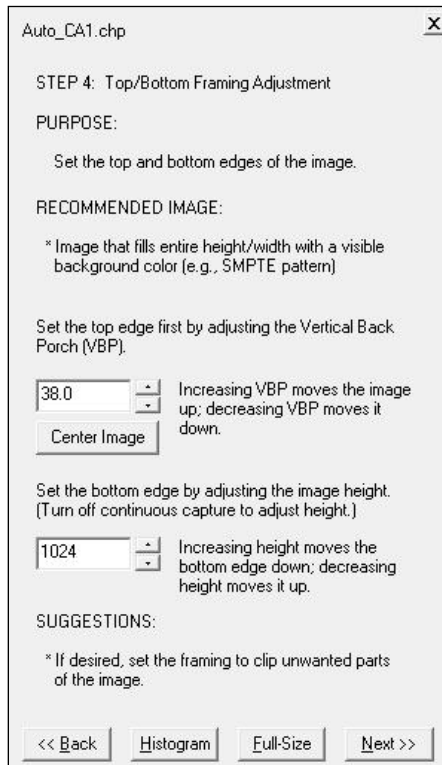 Auto_CA1.chp
X
STEP 4: Top/Bottom Framing Adjustment
PURPOSE:
Set the top and bottom edges of the image.
RECOMMENDED IMAGE:
* Image that fills entire height/width with a visible
background color (e.g., SMPTE pattern)
Set the top edge first by adjusting the Vertical Back
Porch (VBP).
38.0
Increasing VBP moves the image
up; decreasing VBP moves it
down.
Center Image
Set the bottom edge by adjusting the image height.
(Turn off continuous capture to adjust height.)
1024
Increasing height moves the
bottom edge down; decreasing
height moves it up.
SUGGESTIONS:
* If desired, set the framing to clip unwanted parts
of the image.
<< Back Histogram Full-Size Next >>